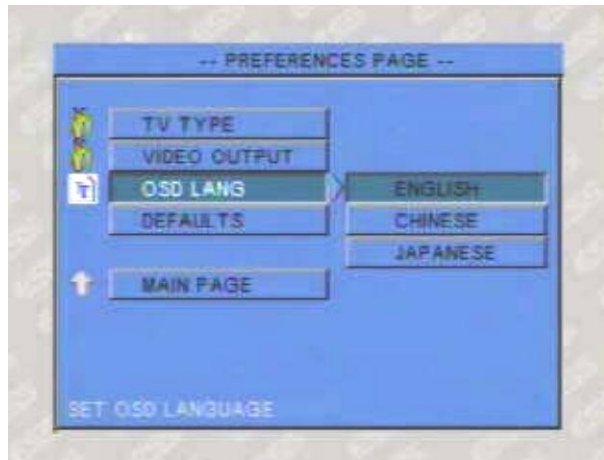 -- PREFERENCES PAGE --
TV TYPE
VIDEO OUTPUT
OSD LANG
ENGLISH
DEFAULTS
CHINESE
JAPANESE
MAIN PAGE
SET OSD LANGUAGE